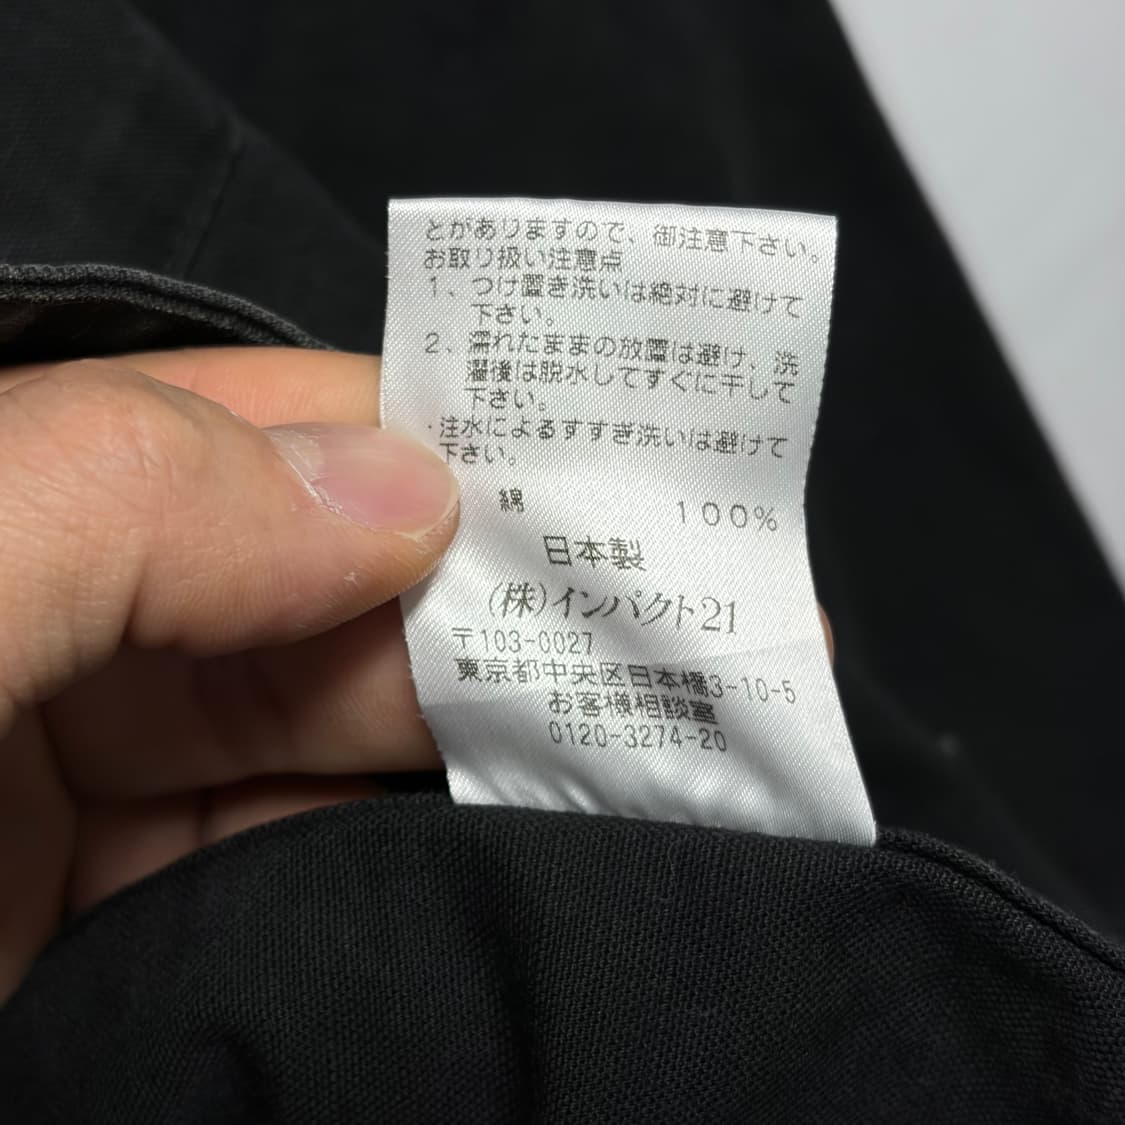 とがありますので、御注意下さい。
お取り扱い注意点
1、つけ置き洗いは絶対に避けて
下さい。
2、濡れたままの放置は避け、洗
濯後は脱水してすぐに干して
下さい。
・注水によるすすぎ洗いは避けて
下さい。
綿 100%
日本製
(株)インパクト21
〒103-0027
東京都中央区日本橋3-10-5
お客様相談室
0120-3274-20